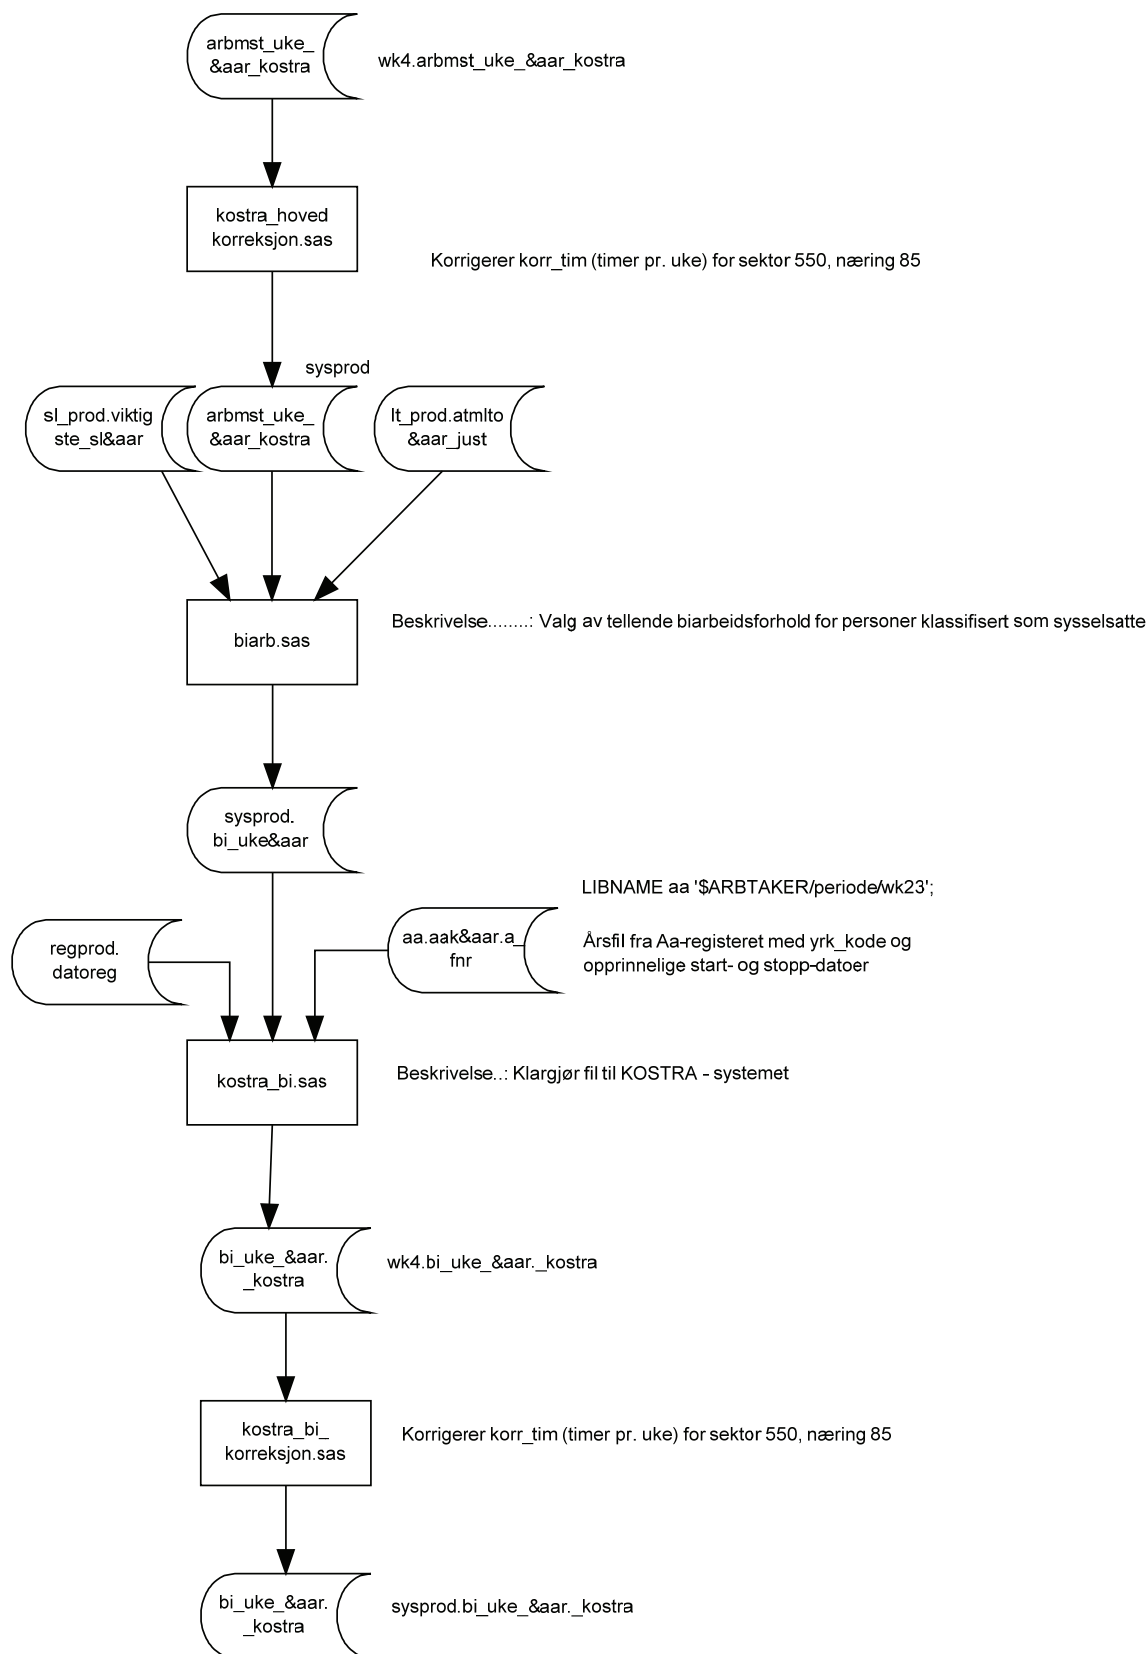 arbmst_uke_
&aar_kostra
wk4.arbmst_uke_&aar_kostra
kostra_hoved
korreksjon.sas
Korrigerer korr_tim (timer pr. uke) for sektor 550, næring 85
sysprod
sl_prod.viktig
ste_sl&aar
arbmst_uke_
&aar_kostra
lt_prod.atmlto
&aar_just
biarb.sas
Beskrivelse........: Valg av tellende biarbeidsforhold for personer klassifisert som sysselsatte
sysprod.
bi_uke&aar
LIBNAME aa '$ARBTAKER/periode/wk23';
regprod.
datoreg
aa.aak&aar.a_
fnr
Årsfil fra Aa-registeret med yrk_kode og
opprinnelige start- og stopp-datoer
kostra_bi.sas
Beskrivelse..: Klargjør fil til KOSTRA - systemet
bi_uke_&aar.
_kostra
wk4.bi_uke_&aar._kostra
kostra_bi_
korreksjon.sas
Korrigerer korr_tim (timer pr. uke) for sektor 550, næring 85
bi_uke_&aar.
_kostra
sysprod.bi_uke_&aar._kostra